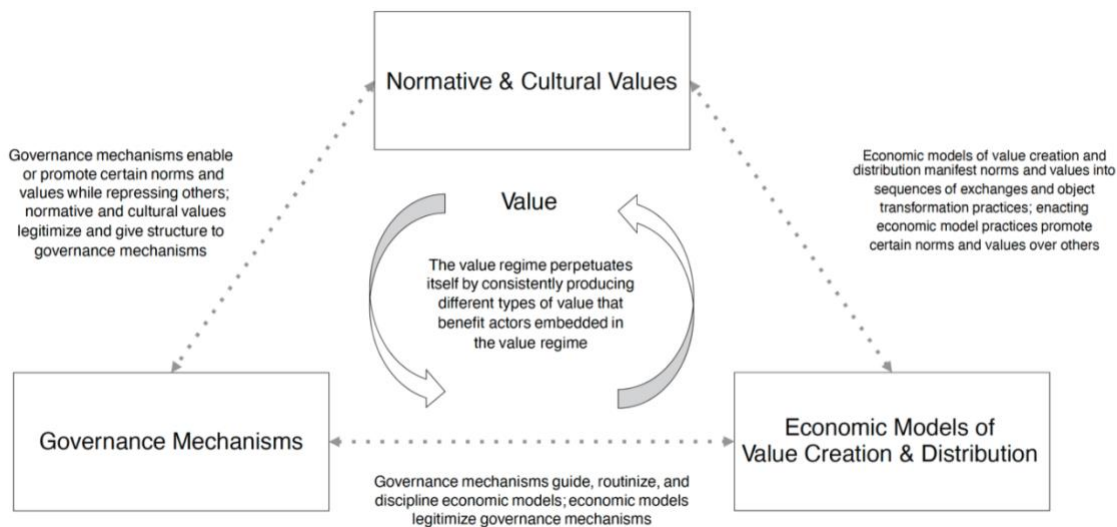 Normative & Cultural Values
Governance mechanisms enable
or promote certain norms and
values while repressing others;
normative and cultural values
legitimize and give structure to
governance mechanisms
Economic models of value creation and
distribution manifest norms and values into
sequences of exchanges and object
transformation practices; enacting
economic model practices promote
certain norms and values over others
Value
The value regime perpetuates
itself by consistently producing
different types of value that
benefit actors embedded in
the value regime
Governance Mechanisms
Economic Models of
Value Creation & Distribution
Governance mechanisms guide, routinize, and
discipline economic models; economic models
legitimize governance mechanisms